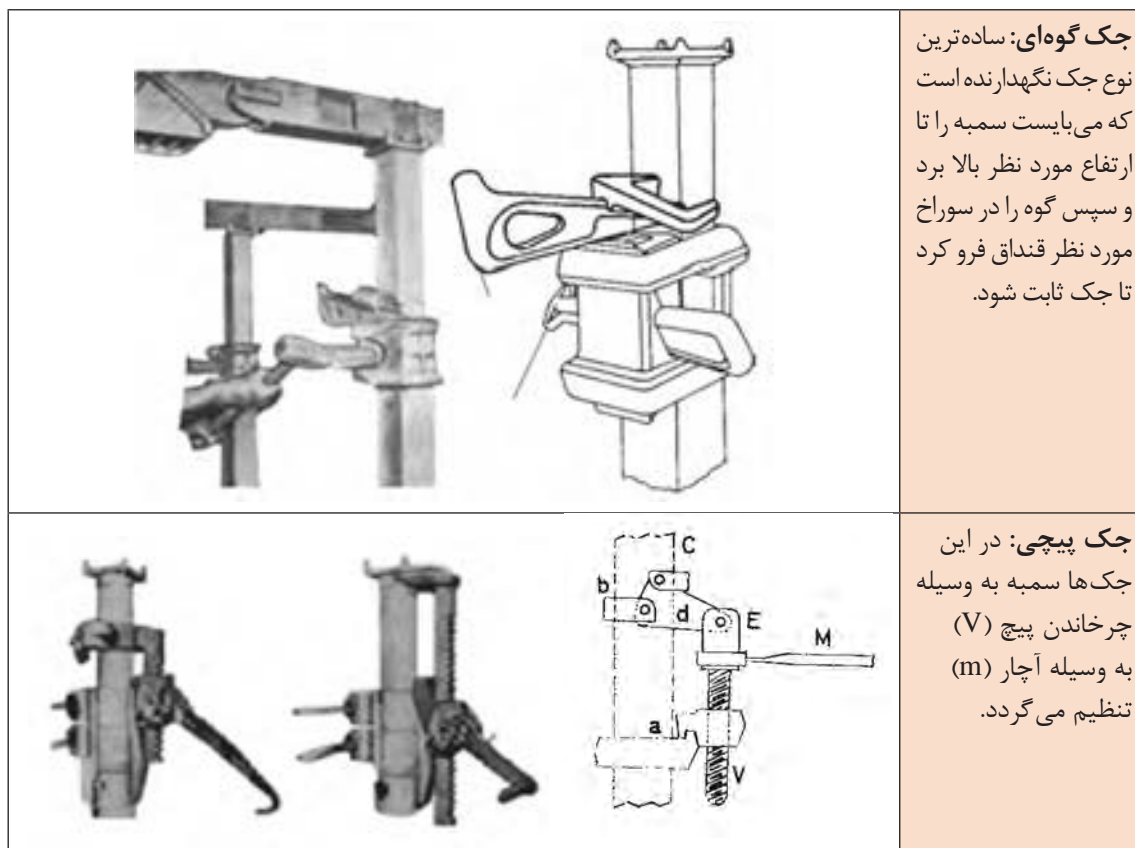 جک گوه‌ای: ساده‌ترین
نوع جک نگهدارنده است
که می‌بایست سمبه را تا
ارتفاع مورد نظر بالا برد
و سپس گوه را در سوراخ
مورد نظر قنداق فرو کرد
تا جک ثابت شود.
جک پیچی: در این
جک‌ها سمبه به وسیله
چرخاندن پیچ (V)
به وسیله آچار (m)
تنظیم می‌گردد.
C
b
d
E
M
a
V